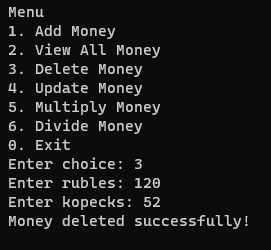 Menu
1. Add Money
2. View All Money
3. Delete Money
4. Update Money
5. Multiply Money
6. Divide Money
0. Exit
Enter choice: 3
Enter rubles: 120
Enter kopecks: 52
Money deleted successfully!